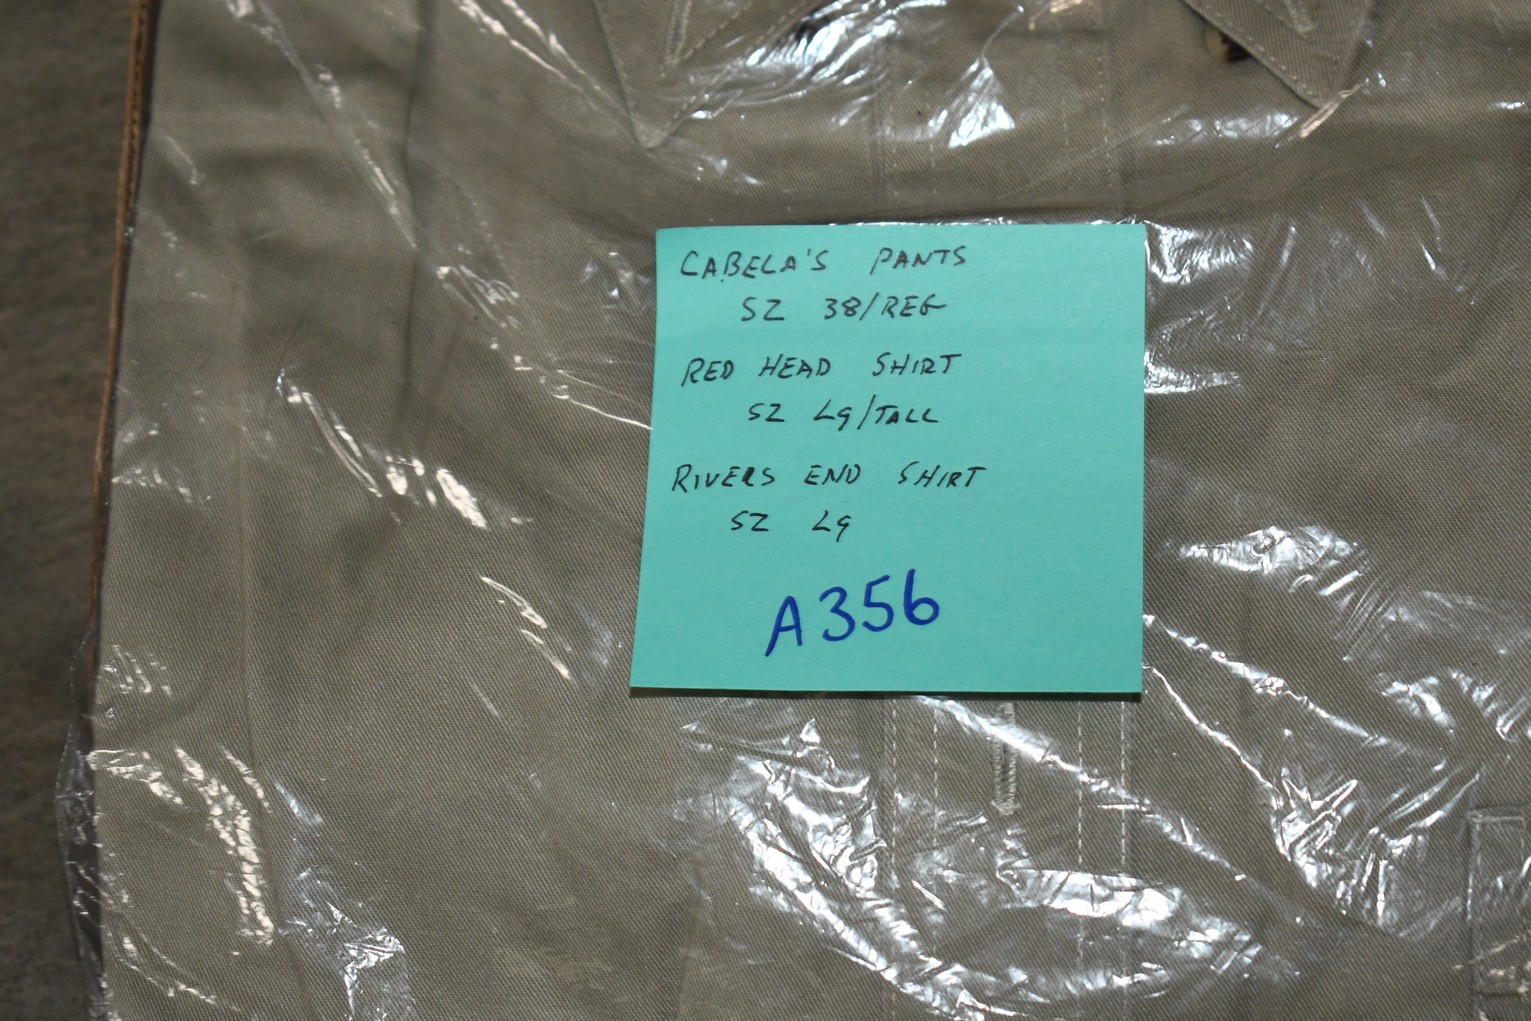 CABELA'S PANTS
SZ 38/REG
RED HEAD SHIRT
SZ LG/TALL
RIVERS END SHIRT
SZ LG
A356